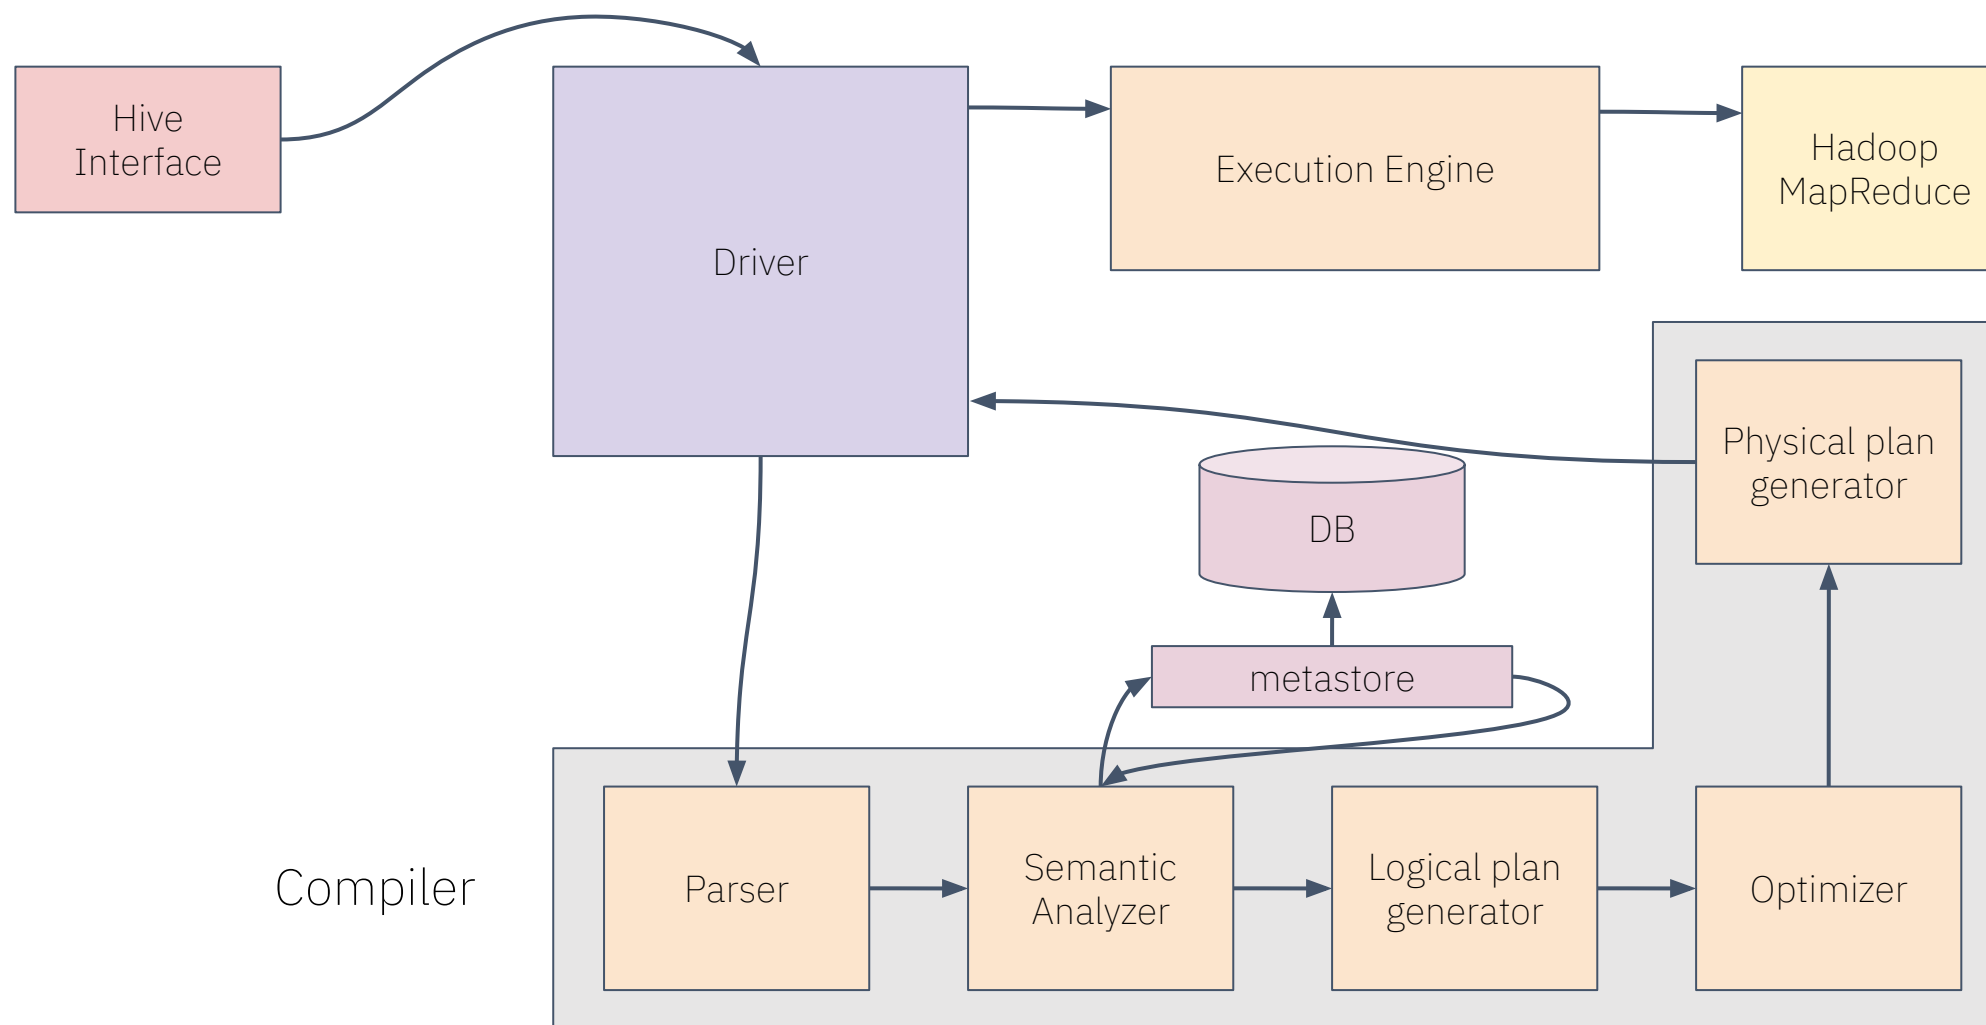 Hive
Interface
Driver
Execution Engine
Hadoop
MapReduce
Physical plan
generator
DB
metastore
Compiler
Parser
Semantic
Analyzer
Logical plan
generator
Optimizer